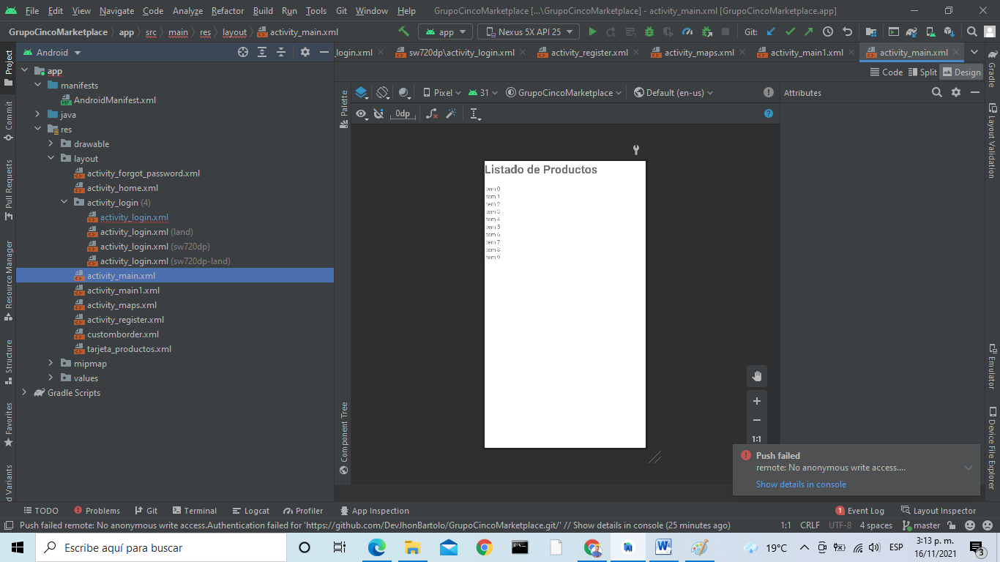 File Edit View Navigate Code Analyze Refactor Build Run Tools Git Window Help GrupoCincoMarketplace [...\GrupoCincoMarketplace] - activity_main.xml [GrupoCincoMarketplace.app]
GrupoCincoMarketplace app src main res layout activity_main.xml app Nexus 5X API 25 Git:
Android
_login.xml sw720dp\activity_login.xml activity_register.xml activity_maps.xml activity_main1.xml activity_main.xml
Code Split Design
Pixel 31 GrupoCincoMarketplace Default (en-us)
Attributes
0dp
Project
Commit
Pull Requests
Resource Manager
Structure
Favorites
d Variants
app
manifests
AndroidManifest.xml
java
res
drawable
layout
activity_forgot_password.xml
activity_home.xml
activity_login (4)
activity_login.xml
activity_login.xml (land)
activity_login.xml (sw720dp)
activity_login.xml (sw720dp-land)
activity_main.xml
activity_main1.xml
activity_maps.xml
activity_register.xml
customborder.xml
tarjeta_productos.xml
mipmap
values
Gradle Scripts
Palette
Component Tree
Listado de Productos
tem 0
tem 1
tem 2
tem 3
tem 4
tem 5
tem 6
tem 7
tem 8
tem 9
1:1
Gradle
Layout Validation
Emulator
Device File Explorer
Push failed
remote: No anonymous write access....
Show details in console
TODO Problems Git Terminal Logcat Profiler App Inspection 1 Event Log Layout Inspector
Push failed remote: No anonymous write access.Authentication failed for 'https://github.com/DevJhonBartolo/GrupoCincoMarketplace.git/' // Show details in console (25 minutes ago) 1:1 CRLF UTF-8 4 spaces master
Escribe aquí para buscar
19°C
ESP
3:13 p. m.
16/11/2021
3